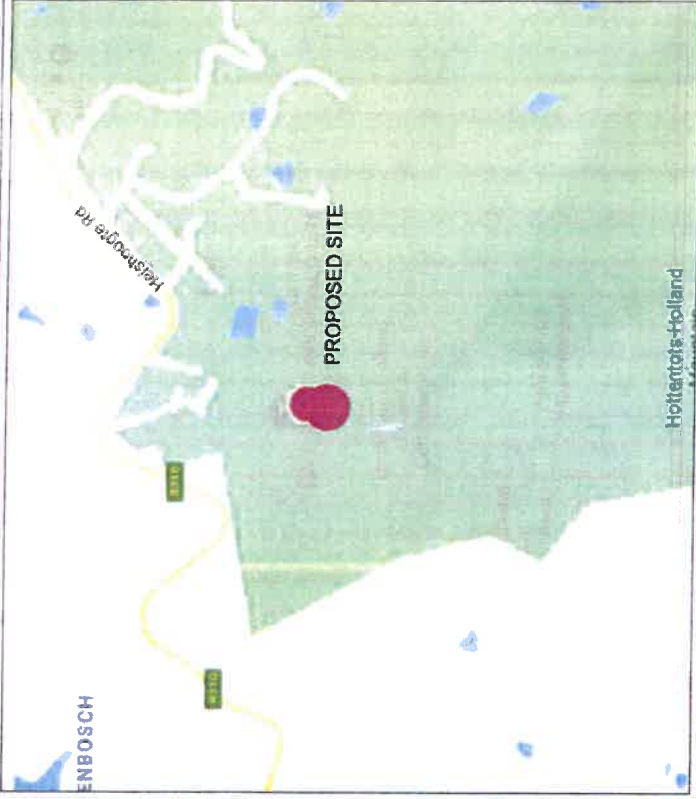 ENBOSCH
Helshoogte Rd
R310
R310
PROPOSED SITE
Hottentots-Holland